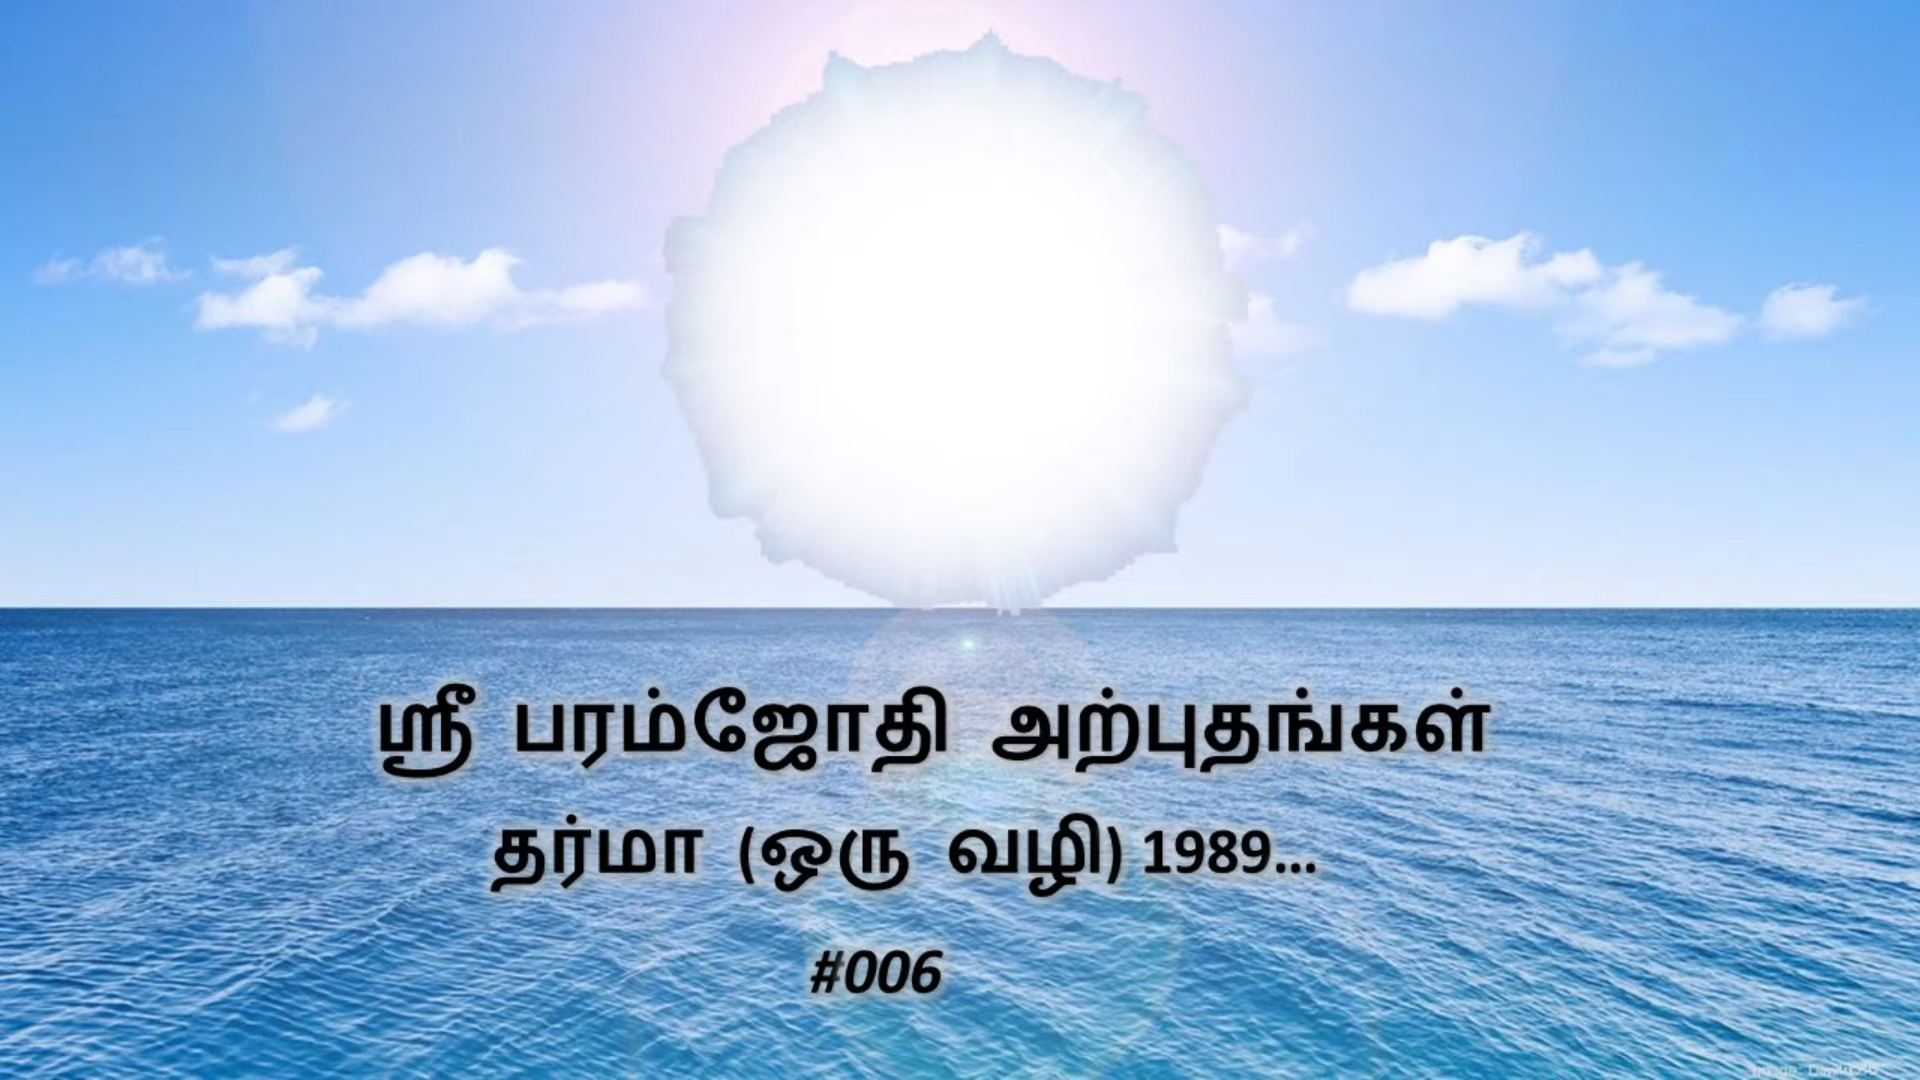 ஸ்ரீ பரம்ஜோதி அற்புதங்கள்
தர்மா (ஒரு வழி) 1989...
#006